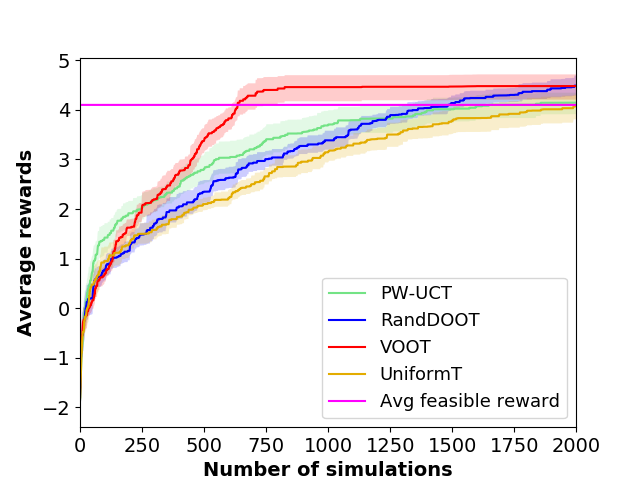 5
4
3
2
1
0
−1
−2
Average rewards
PW-UCT
RandDOOT
VOOT
UniformT
Avg feasible reward
0 250 500 750 1000 1250 1500 1750 2000
Number of simulations